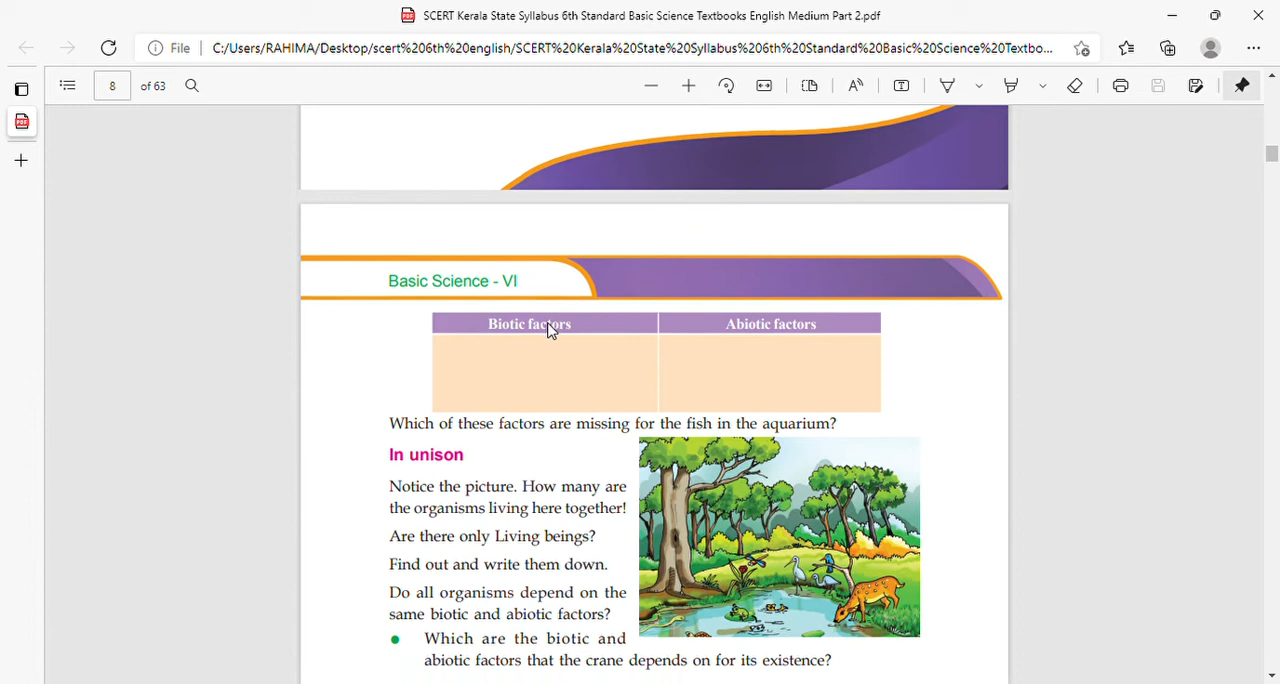 SCERT Kerala State Syllabus 6th Standard Basic Science Textbooks English Medium Part 2.pdf
File C:/Users/RAHIMA/Desktop/scert%206th%20english/SCERT%20Kerala%20State%20Syllabus%206th%20Standard%20Basic%20Science%20Textbo...
8 of 63
Basic Science - VI
Biotic factors Abiotic factors
Which of these factors are missing for the fish in the aquarium?
In unison
Notice the picture. How many are
the organisms living here together!
Are there only Living beings?
Find out and write them down.
Do all organisms depend on the
same biotic and abiotic factors?
● Which are the biotic and
abiotic factors that the crane depends on for its existence?